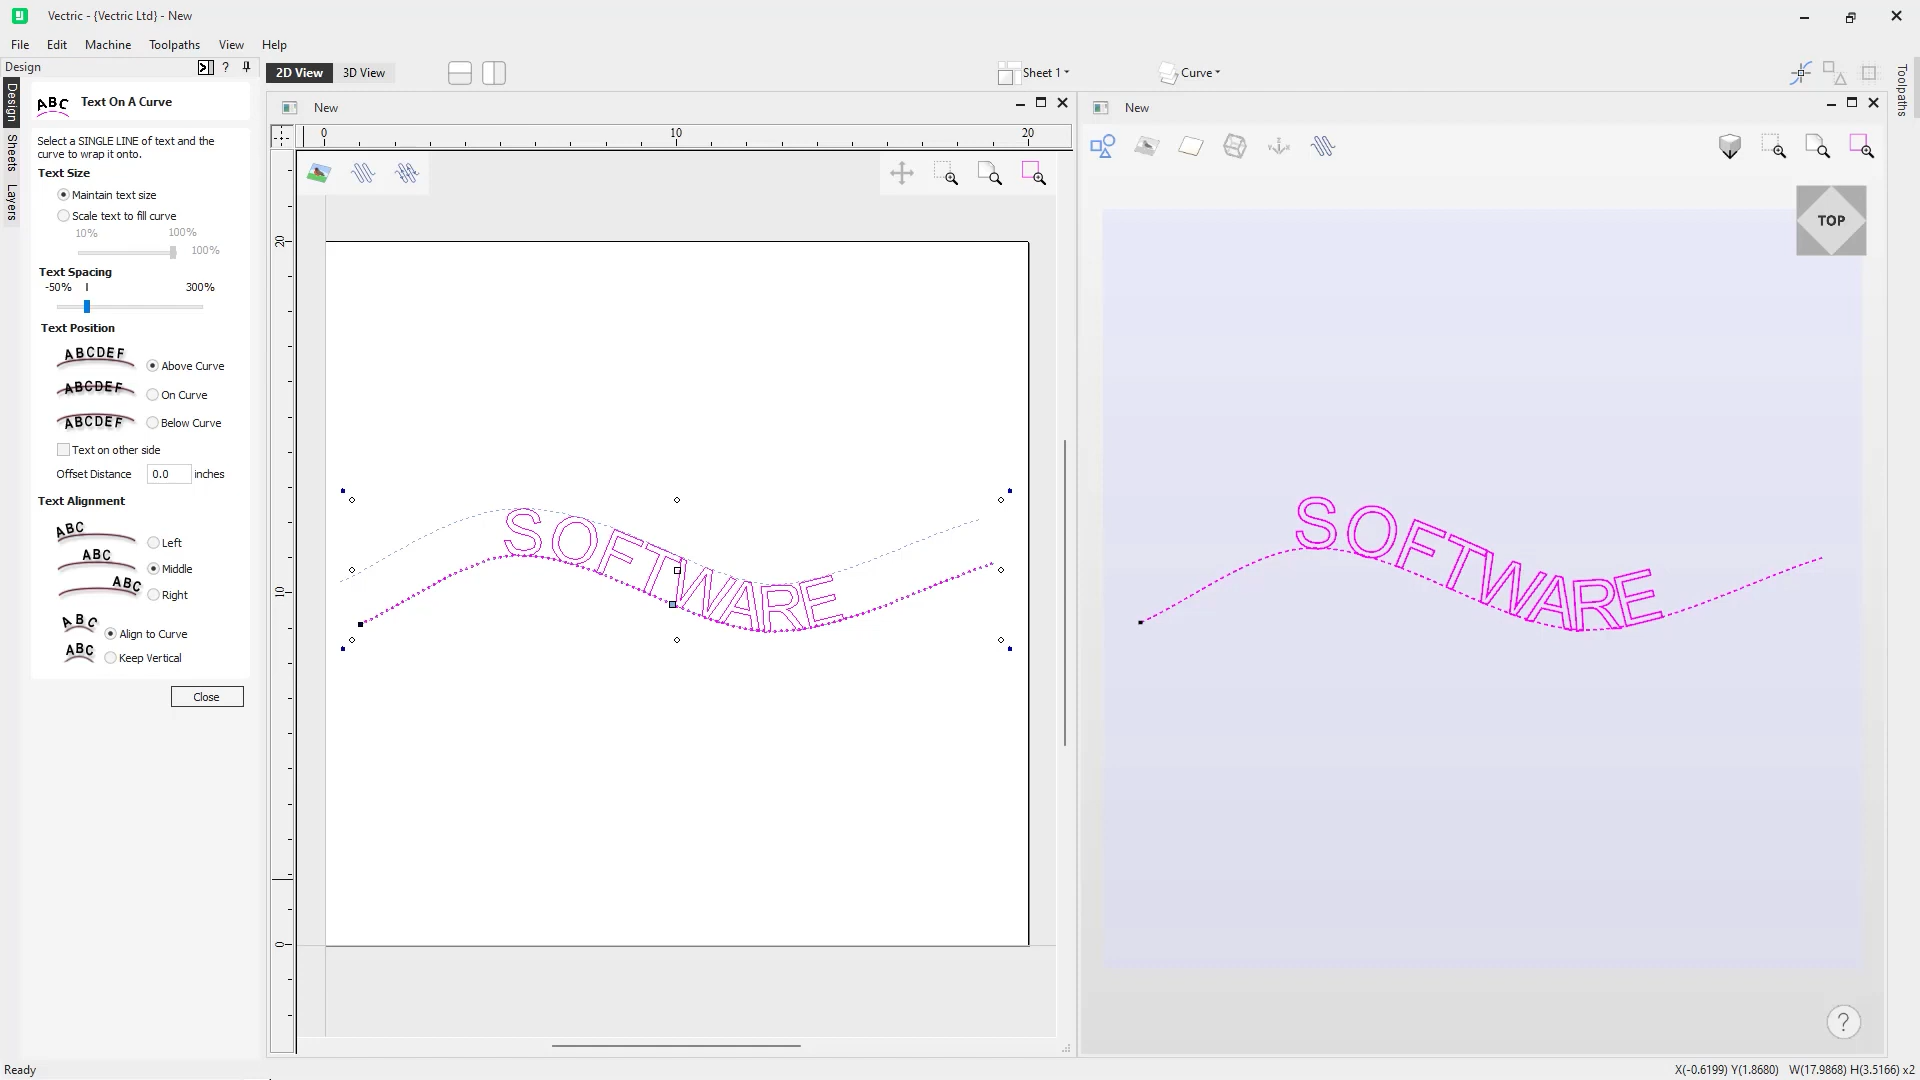 Vectric - {Vectric Ltd} - New
File Edit Machine Toolpaths View Help
Design
2D View 3D View
Sheet 1
Curve
Toolpaths
Design
Sheets
Layers
ABC Text On A Curve
Select a SINGLE LINE of text and the
curve to wrap it onto.
Text Size
Maintain text size
Scale text to fill curve
10% 100%
100%
Text Spacing
-50% 300%
Text Position
ABCDEF Above Curve
ABCDEF On Curve
ABCDEF Below Curve
Text on other side
Offset Distance 0.0 inches
Text Alignment
ABC Left
ABC Middle
ABC Right
ABC Align to Curve
ABC Keep Vertical
Close
New
0 10 20
20
10
0
SOFTWARE
New
TOP
SOFTWARE
?
Ready
X(-0.6199) Y(1.8680) W(17.9868) H(3.5166) x2